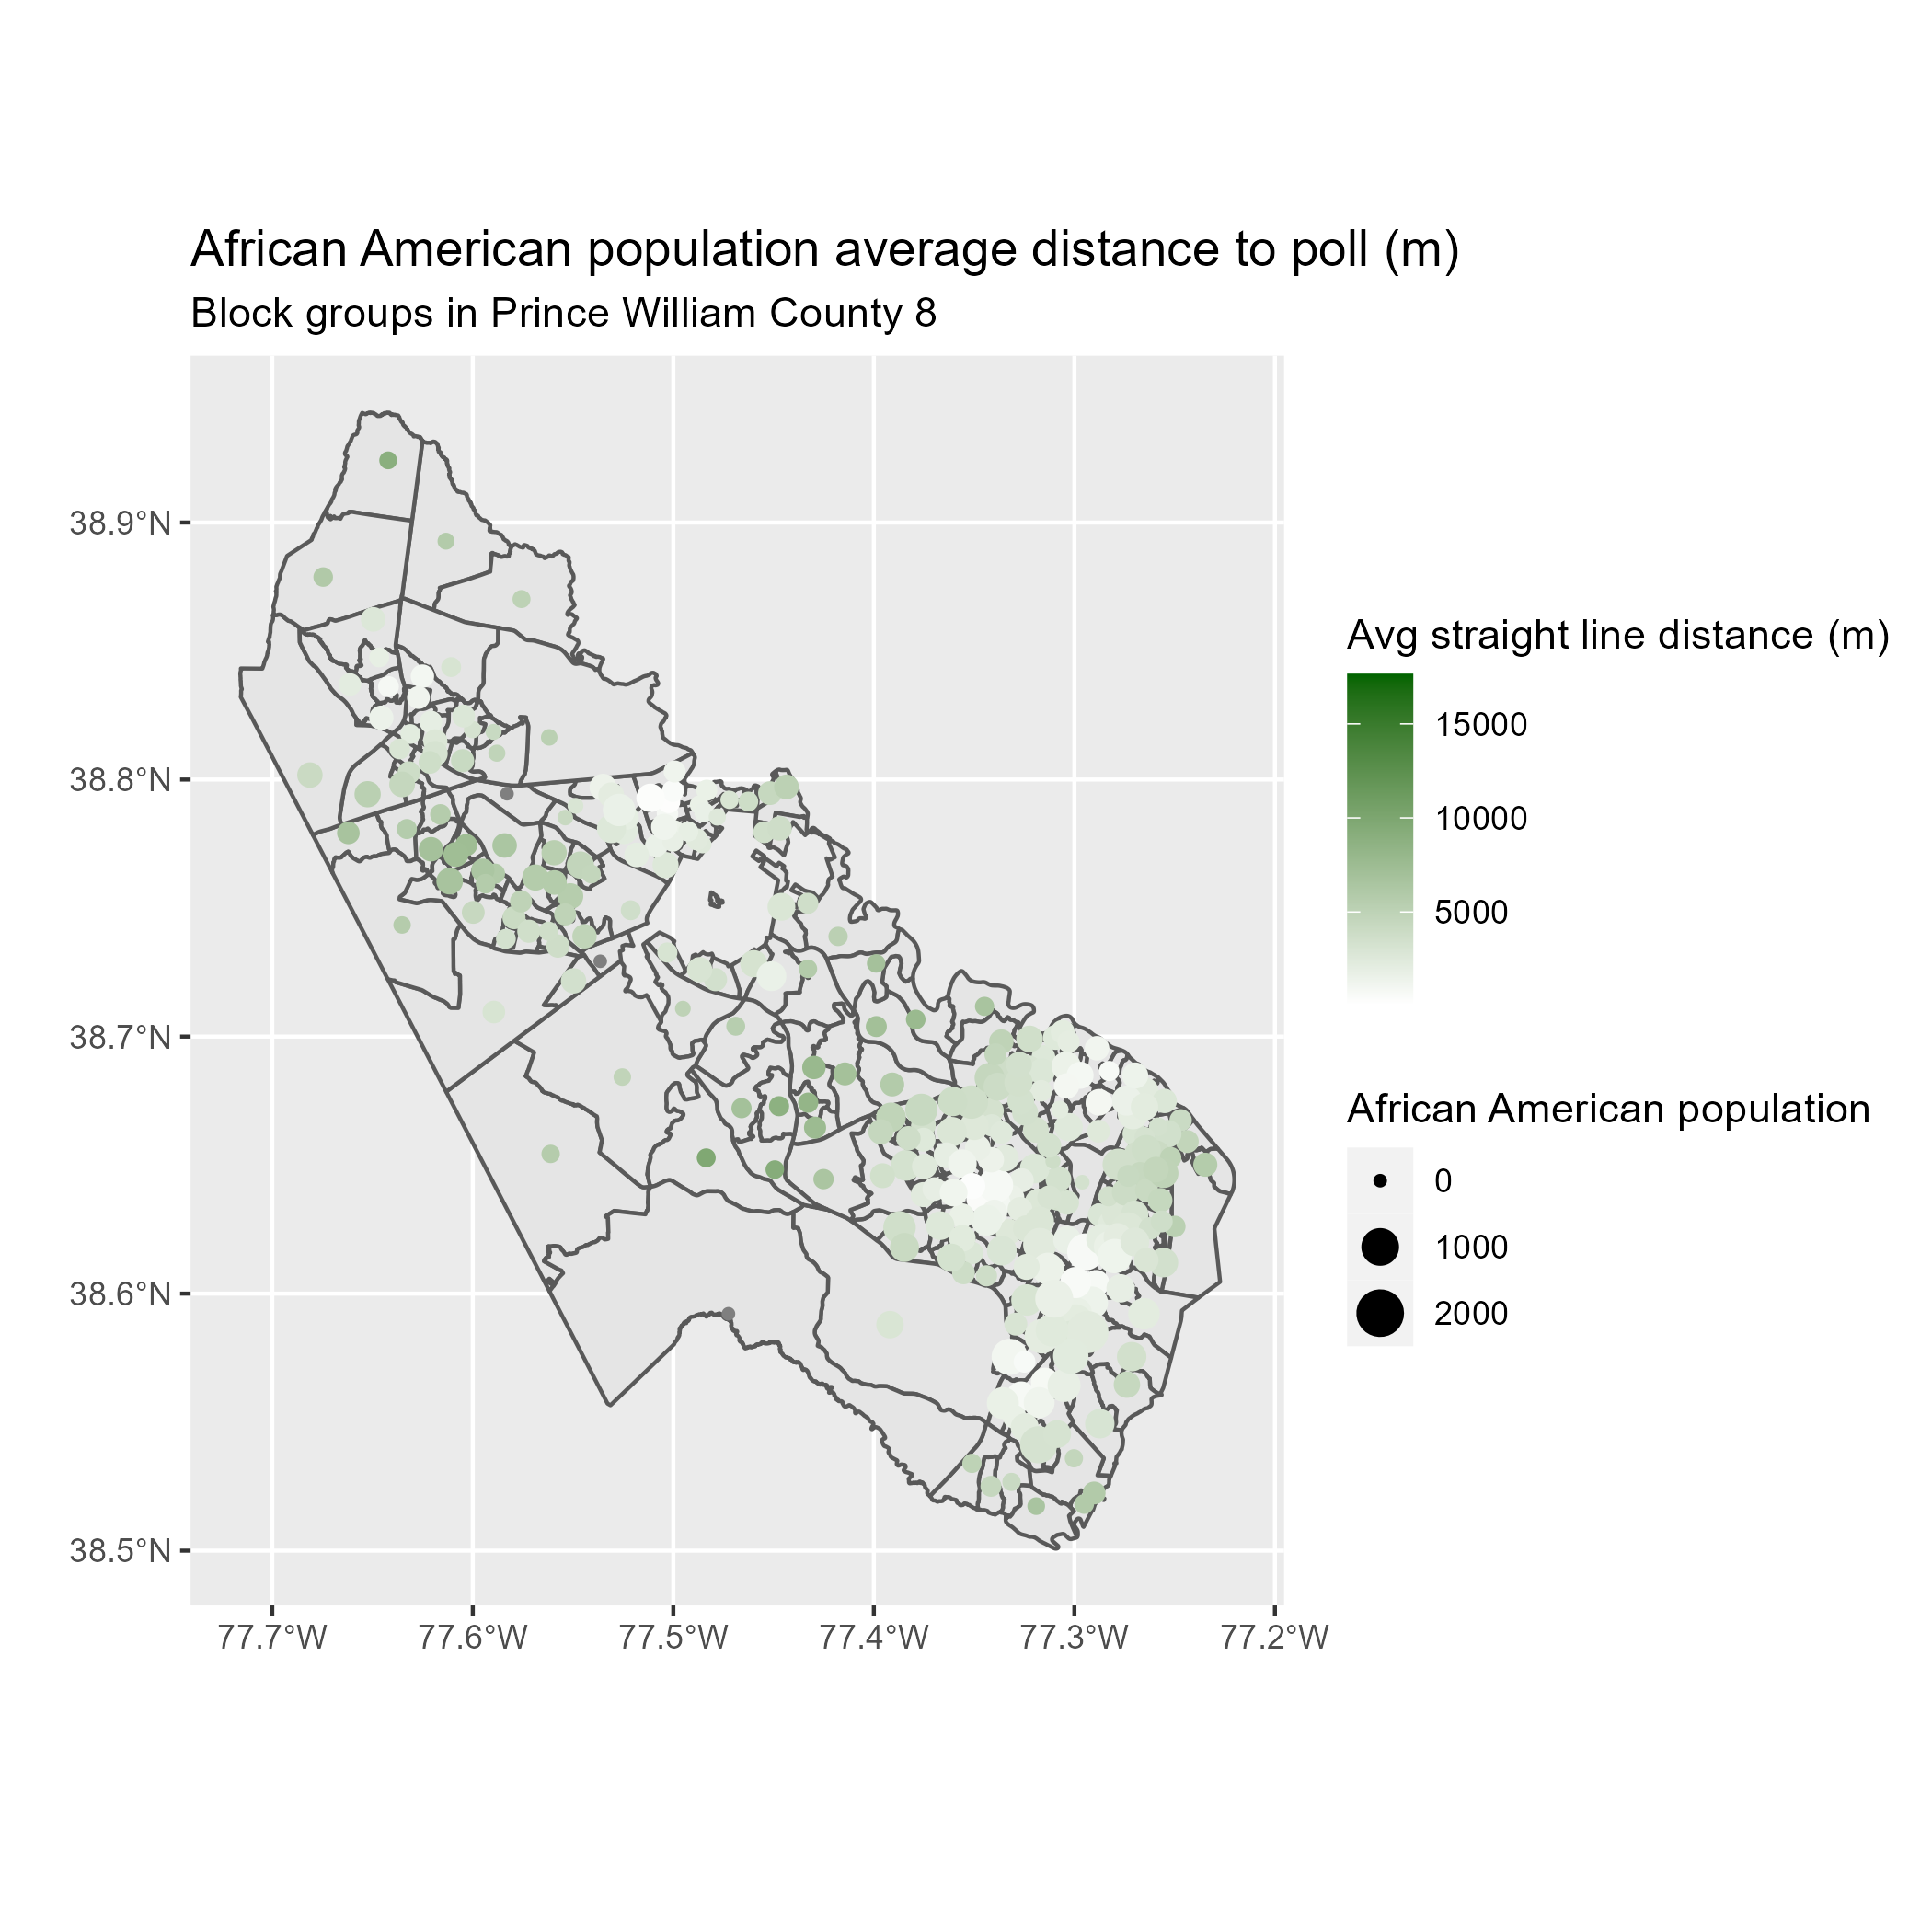 African American population average distance to poll (m)
Block groups in Prince William County 8
38.9°N
38.8°N
38.7°N
38.6°N
38.5°N
77.7°W
77.6°W
77.5°W
77.4°W
77.3°W
77.2°W
Avg straight line distance (m)
15000
10000
5000
African American population
0
1000
2000